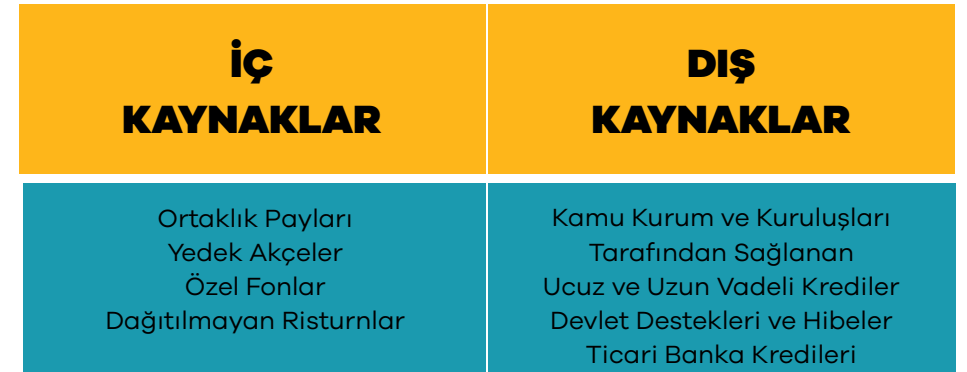 İÇ
KAYNAKLAR
DIŞ
KAYNAKLAR
Ortaklık Payları
Yedek Akçeler
Özel Fonlar
Dağıtılmayan Risturnlar
Kamu Kurum ve Kuruluşları
Tarafından Sağlanan
Ucuz ve Uzun Vadeli Krediler
Devlet Destekleri ve Hibeler
Ticari Banka Kredileri